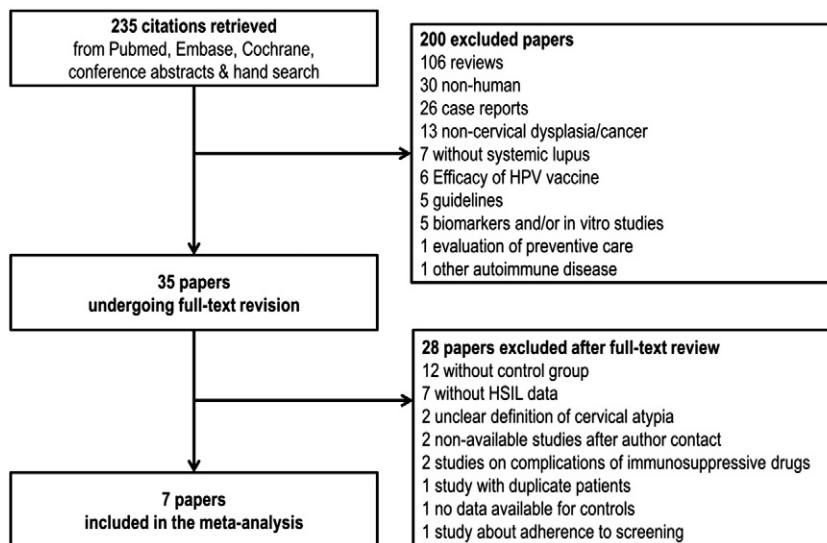 235 citations retrieved
from Pubmed, Embase, Cochrane,
conference abstracts & hand search
200 excluded papers
106 reviews
30 non-human
26 case reports
13 non-cervical dysplasia/cancer
7 without systemic lupus
6 Efficacy of HPV vaccine
5 guidelines
5 biomarkers and/or in vitro studies
1 evaluation of preventive care
1 other autoimmune disease
35 papers
undergoing full-text revision
28 papers excluded after full-text review
12 without control group
7 without HSIL data
2 unclear definition of cervical atypia
2 non-available studies after author contact
2 studies on complications of immunosuppressive drugs
1 study with duplicate patients
1 no data available for controls
1 study about adherence to screening
7 papers
included in the meta-analysis